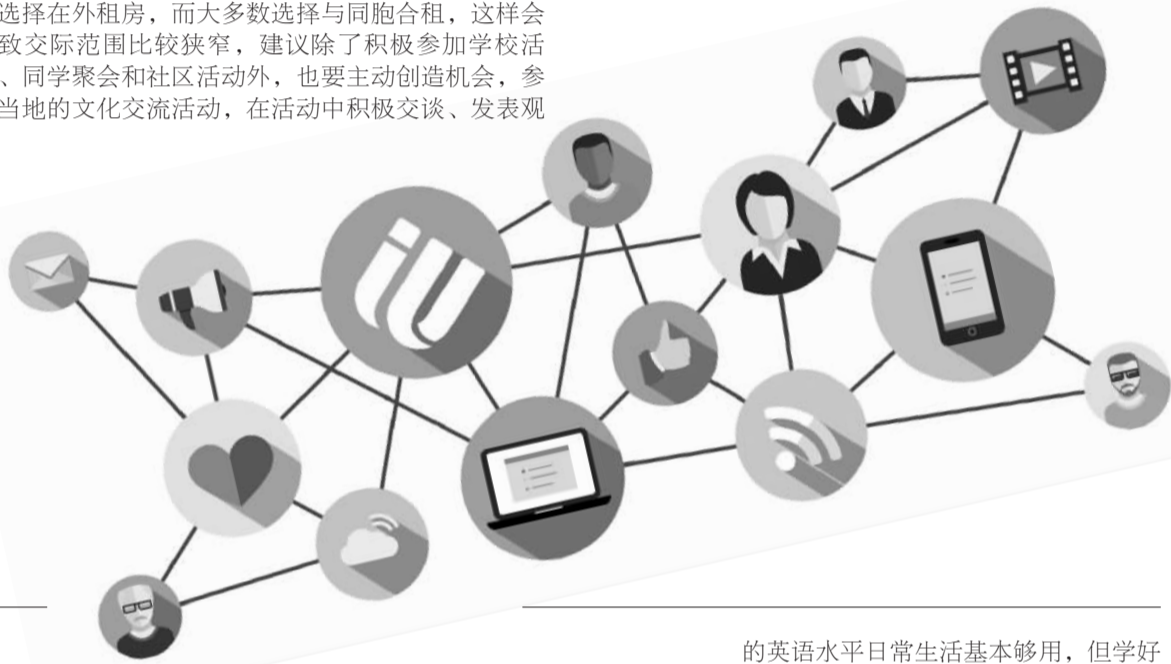 选择在外租房，而大多数选择与同胞合租，这样会
致交际范围比较狭窄，建议除了积极参加学校活
、同学聚会和社区活动外，也要主动创造机会，参
当地的文化交流活动，在活动中积极交谈、发表观
的英语水平日常生活基本够用，但学好